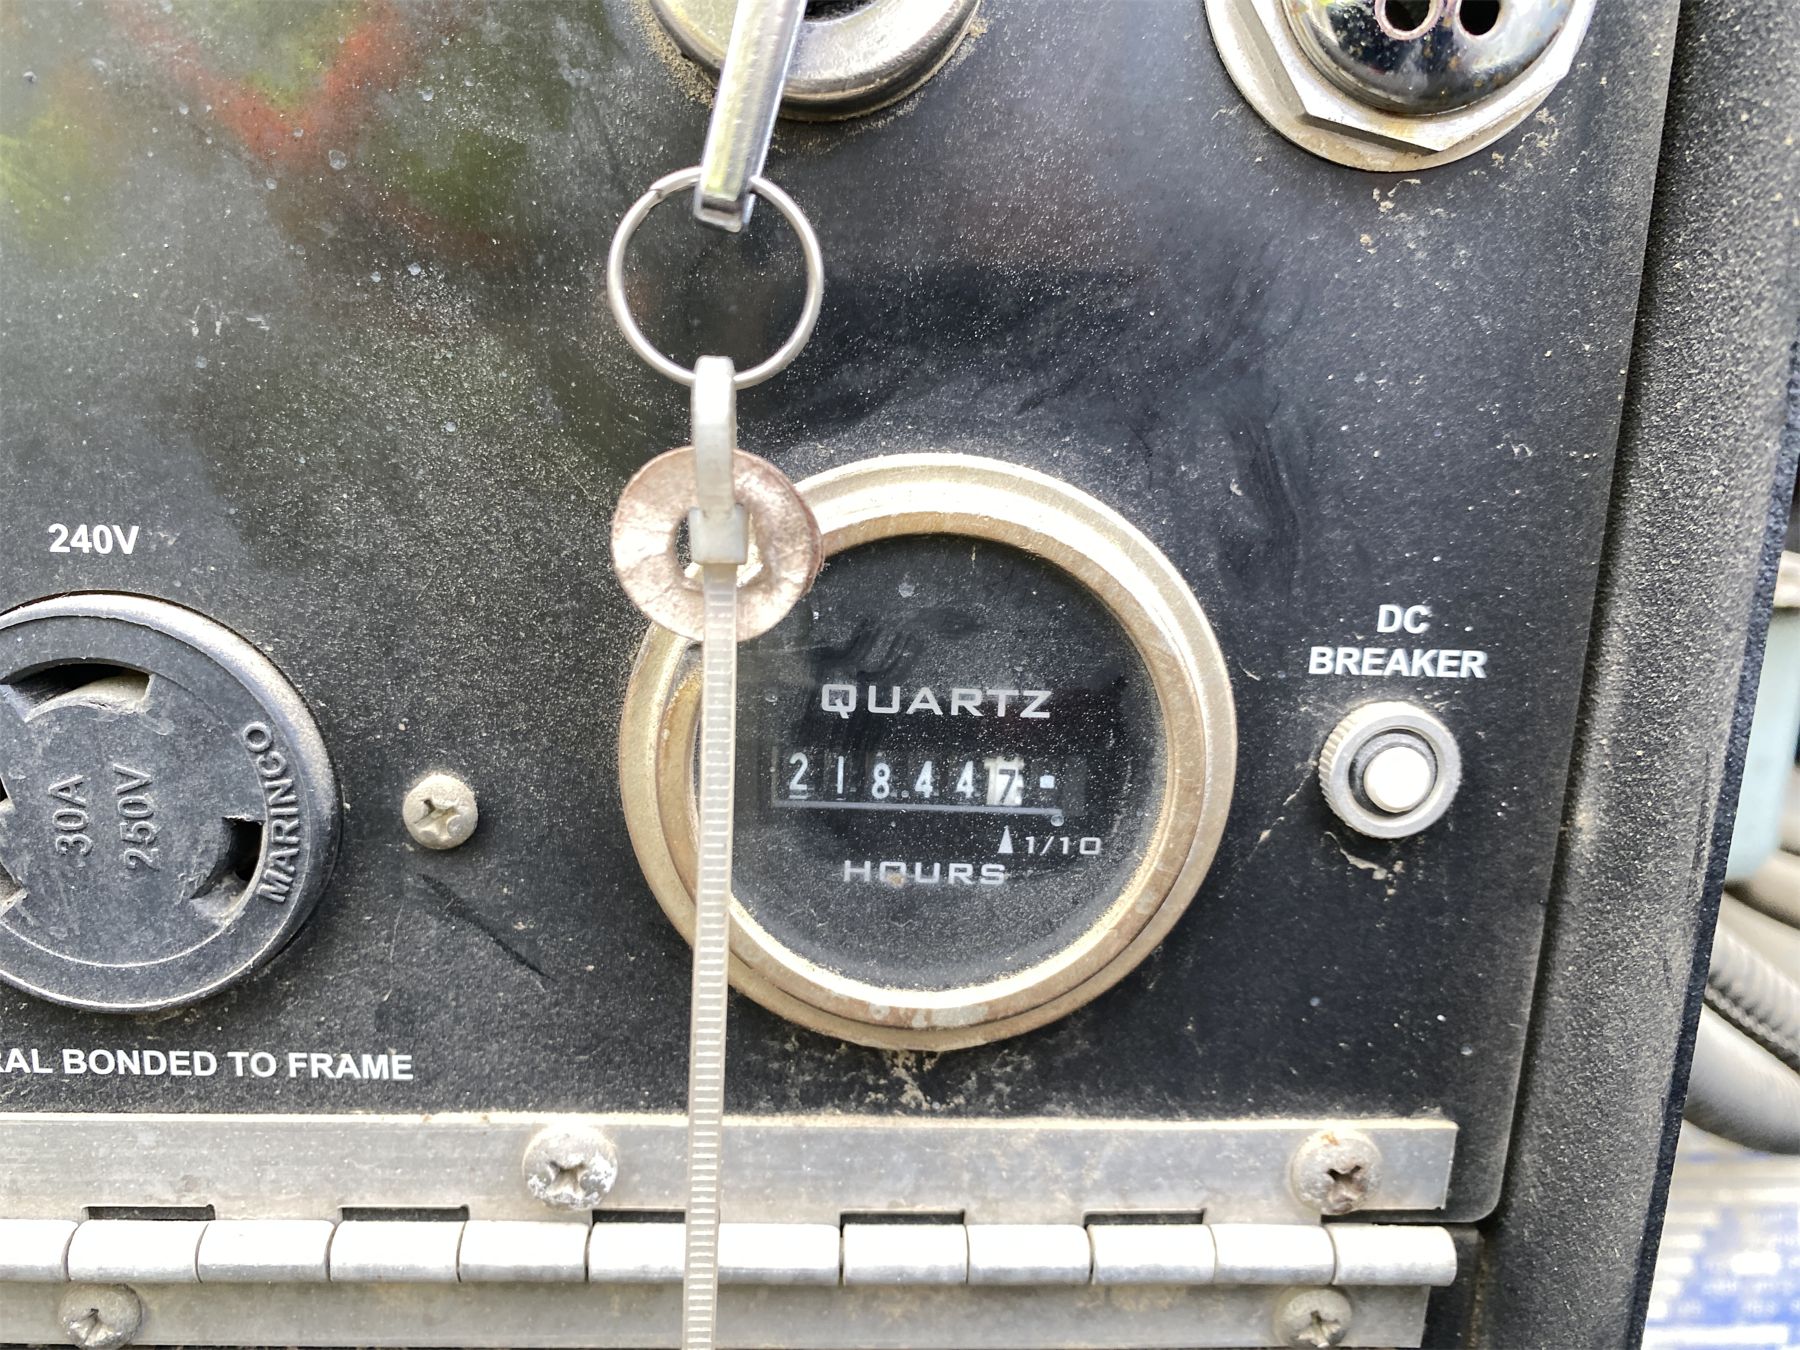 240V
30A
250V
MARINCO
QUARTZ
218447
1/10
HOURS
DC
BREAKER
RAL BONDED TO FRAME